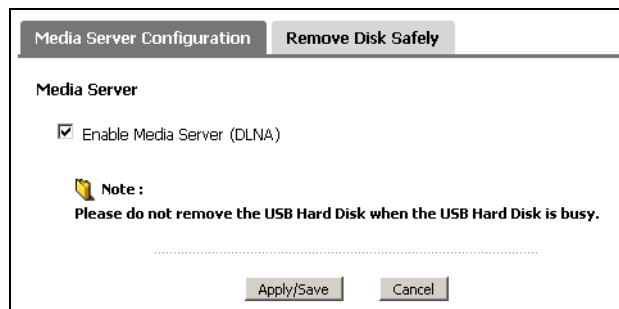 Media Server Configuration
Remove Disk Safely
Media Server
Enable Media Server (DLNA)
Note :
Please do not remove the USB Hard Disk when the USB Hard Disk is busy.
Apply/Save
Cancel